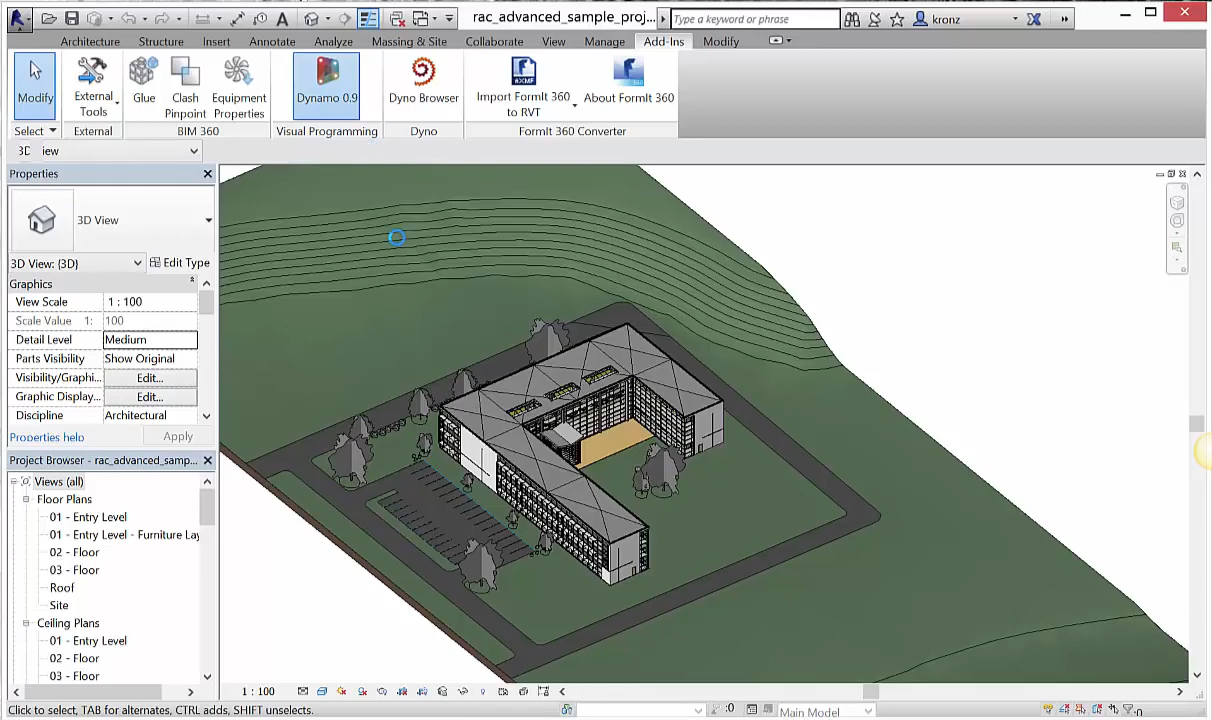 rac_advanced_sample_proj...
Type a keyword or phrase
kronz
Architecture Structure Insert Annotate Analyze Massing & Site Collaborate View Manage Add-Ins Modify
Modify
External Tools
Glue
Clash Pinpoint
Equipment Properties
Dynamo 0.9
Dyno Browser
Import FormIt 360 to RVT
About FormIt 360
Select External BIM 360 Visual Programming Dyno FormIt 360 Converter
3D iew
Properties
3D View
3D View: {3D} Edit Type
Graphics
View Scale 1 : 100
Scale Value 1: 100
Detail Level Medium
Parts Visibility Show Original
Visibility/Graphi... Edit...
Graphic Display... Edit...
Discipline Architectural
Properties help Apply
Project Browser - rac_advanced_samp...
Views (all)
Floor Plans
01 - Entry Level
01 - Entry Level - Furniture Lay
02 - Floor
03 - Floor
Roof
Site
Ceiling Plans
01 - Entry Level
02 - Floor
03 - Floor
1 : 100
Click to select, TAB for alternates, CTRL adds, SHIFT unselects.
:0
Main Model
:0